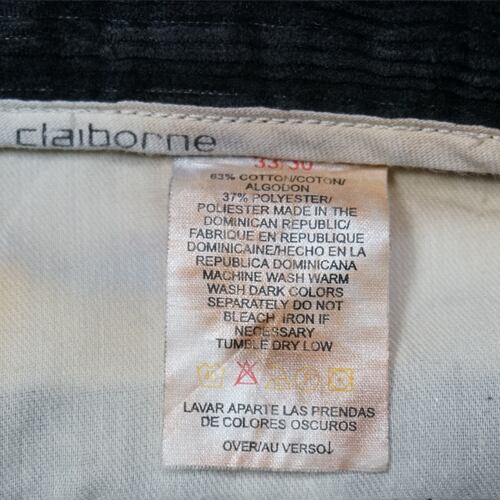 claiborne
33/30
63% COTTON/COTON/
ALGODON
37% POLYESTER/
POLIESTER MADE IN THE
DOMINICAN REPUBLIC/
FABRIQUE EN REPUBLIQUE
DOMINICAINE/HECHO EN LA
REPUBLICA DOMINICANA
MACHINE WASH WARM
WASH DARK COLORS
SEPARATELY DO NOT
BLEACH, IRON IF
NECESSARY
TUMBLE DRY LOW
LAVAR APARTE LAS PRENDAS
DE COLORES OSCUROS
OVER/AU VERSO↓